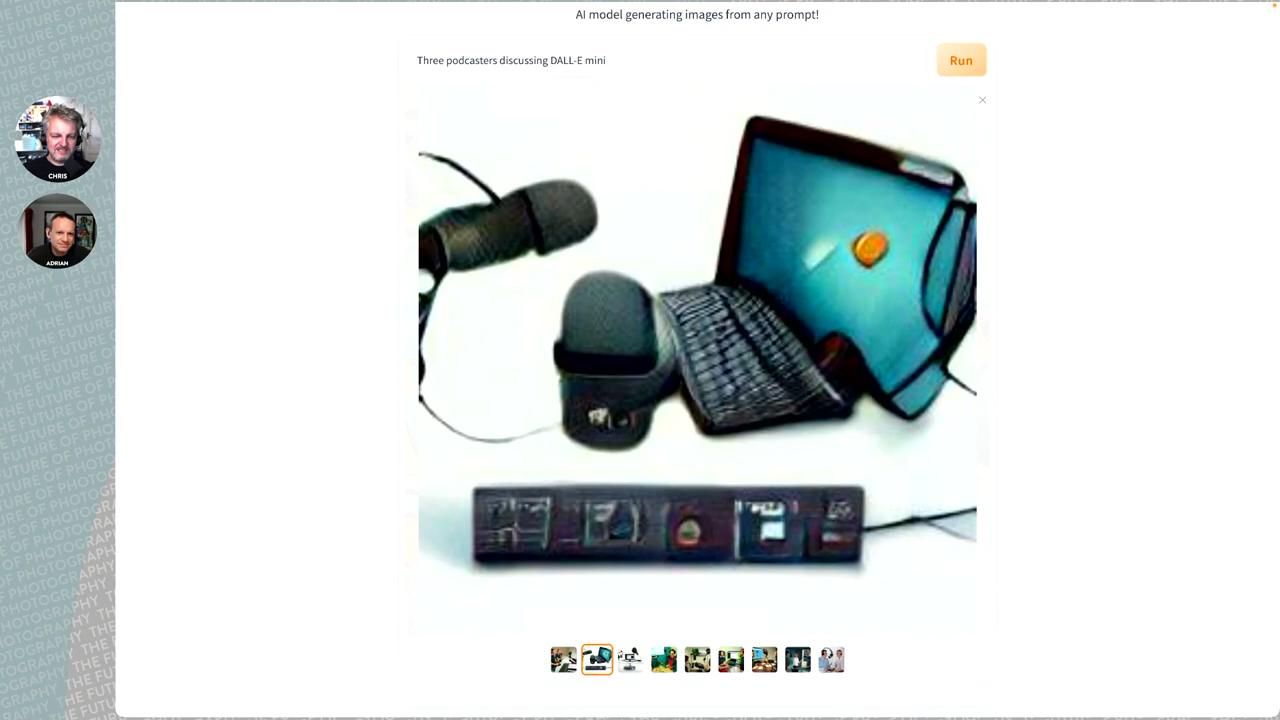 AI model generating images from any prompt!
Three podcasters discussing DALL-E mini
Run
CHRIS
ADRIAN
THE FUTURE OF PHOTOGRAPHY